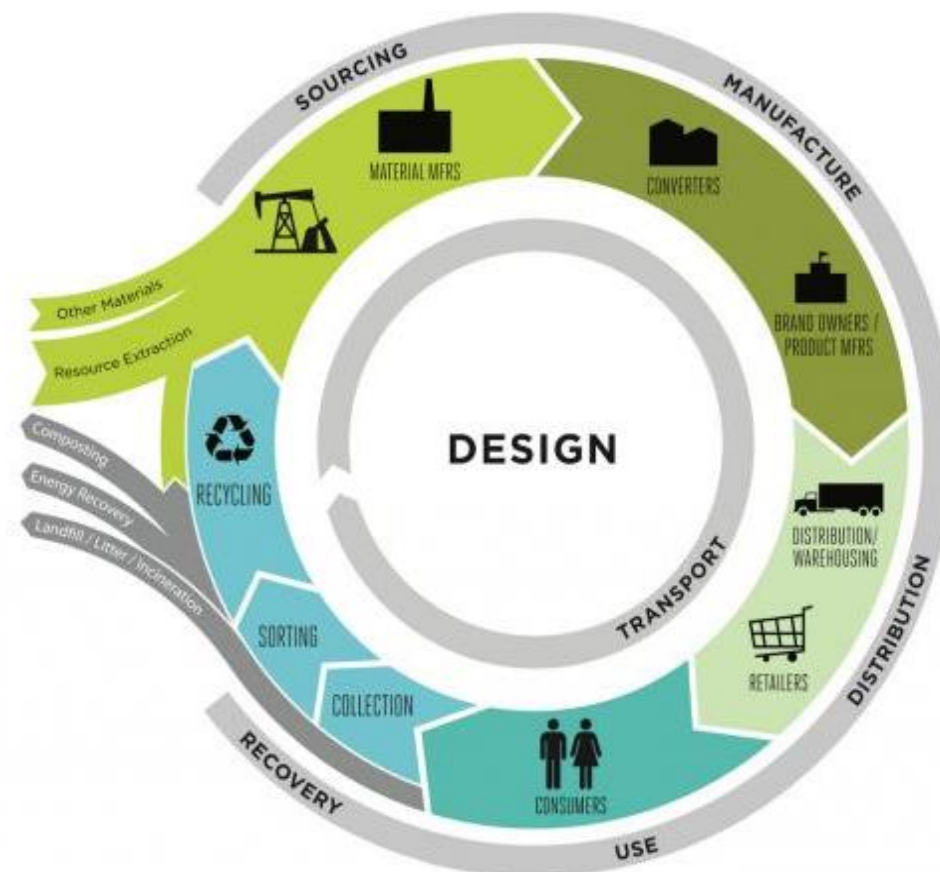 SOURCING
MANUFACTURE
MATERIAL MFRS
CONVERTERS
BRAND OWNERS /
PRODUCT MFRS
Other Materials
Resource Extraction
Composting
Energy Recovery
Landfill / Litter / Incineration
RECYCLING
DESIGN
DISTRIBUTION/
WAREHOUSING
TRANSPORT
DISTRIBUTION
SORTING
RETAILERS
COLLECTION
RECOVERY
CONSUMERS
USE